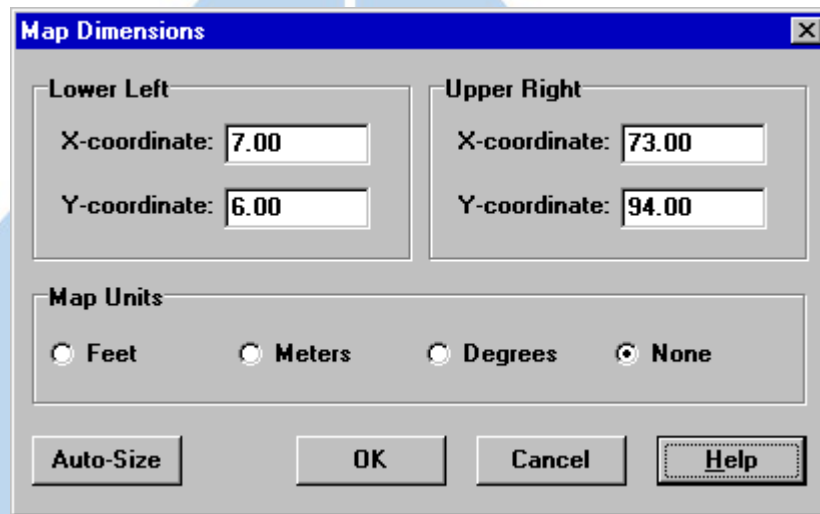 Map Dimensions
Lower Left
X-coordinate: 7.00
Y-coordinate: 6.00
Upper Right
X-coordinate: 73.00
Y-coordinate: 94.00
Map Units
Feet Meters Degrees None
Auto-Size OK Cancel Help